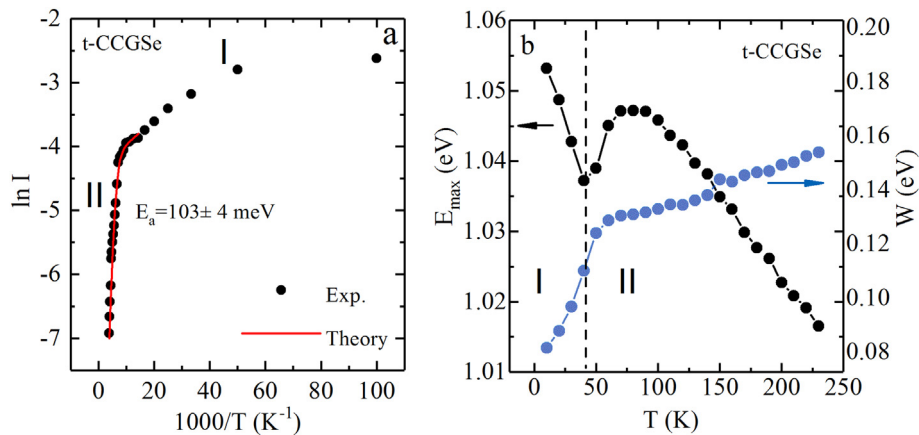 a
t-CCGSe
I
II
E_a=103± 4 meV
Exp.
Theory
-2
-3
-4
-5
-6
-7
ln I
0 20 40 60 80 100
1000/T (K⁻¹)
b
t-CCGSe
I
II
1.06
1.05
1.04
1.03
1.02
1.01
E_max (eV)
0.20
0.18
0.16
0.14
0.12
0.10
0.08
W (eV)
0 50 100 150 200 250
T (K)